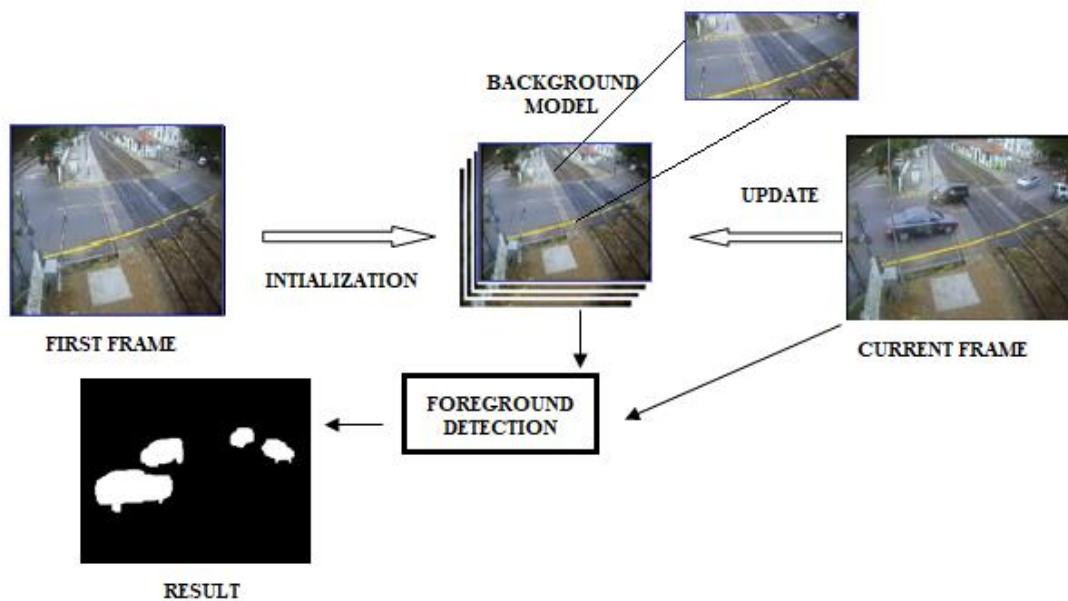 BACKGROUND
MODEL
UPDATE
INTIALIZATION
FIRST FRAME
CURRENT FRAME
FOREGROUND
DETECTION
RESULT